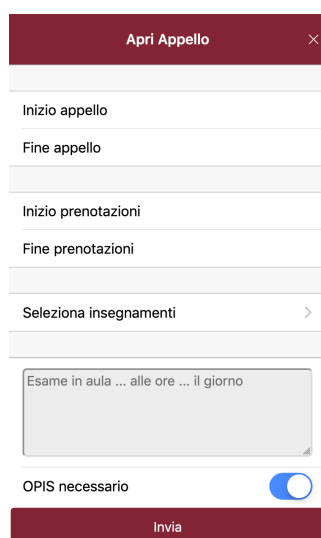 Apri Appello
Inizio appello
Fine appello
Inizio prenotazioni
Fine prenotazioni
Seleziona insegnamenti
Esame in aula ... alle ore ... il giorno
OPIS necessario
Invia